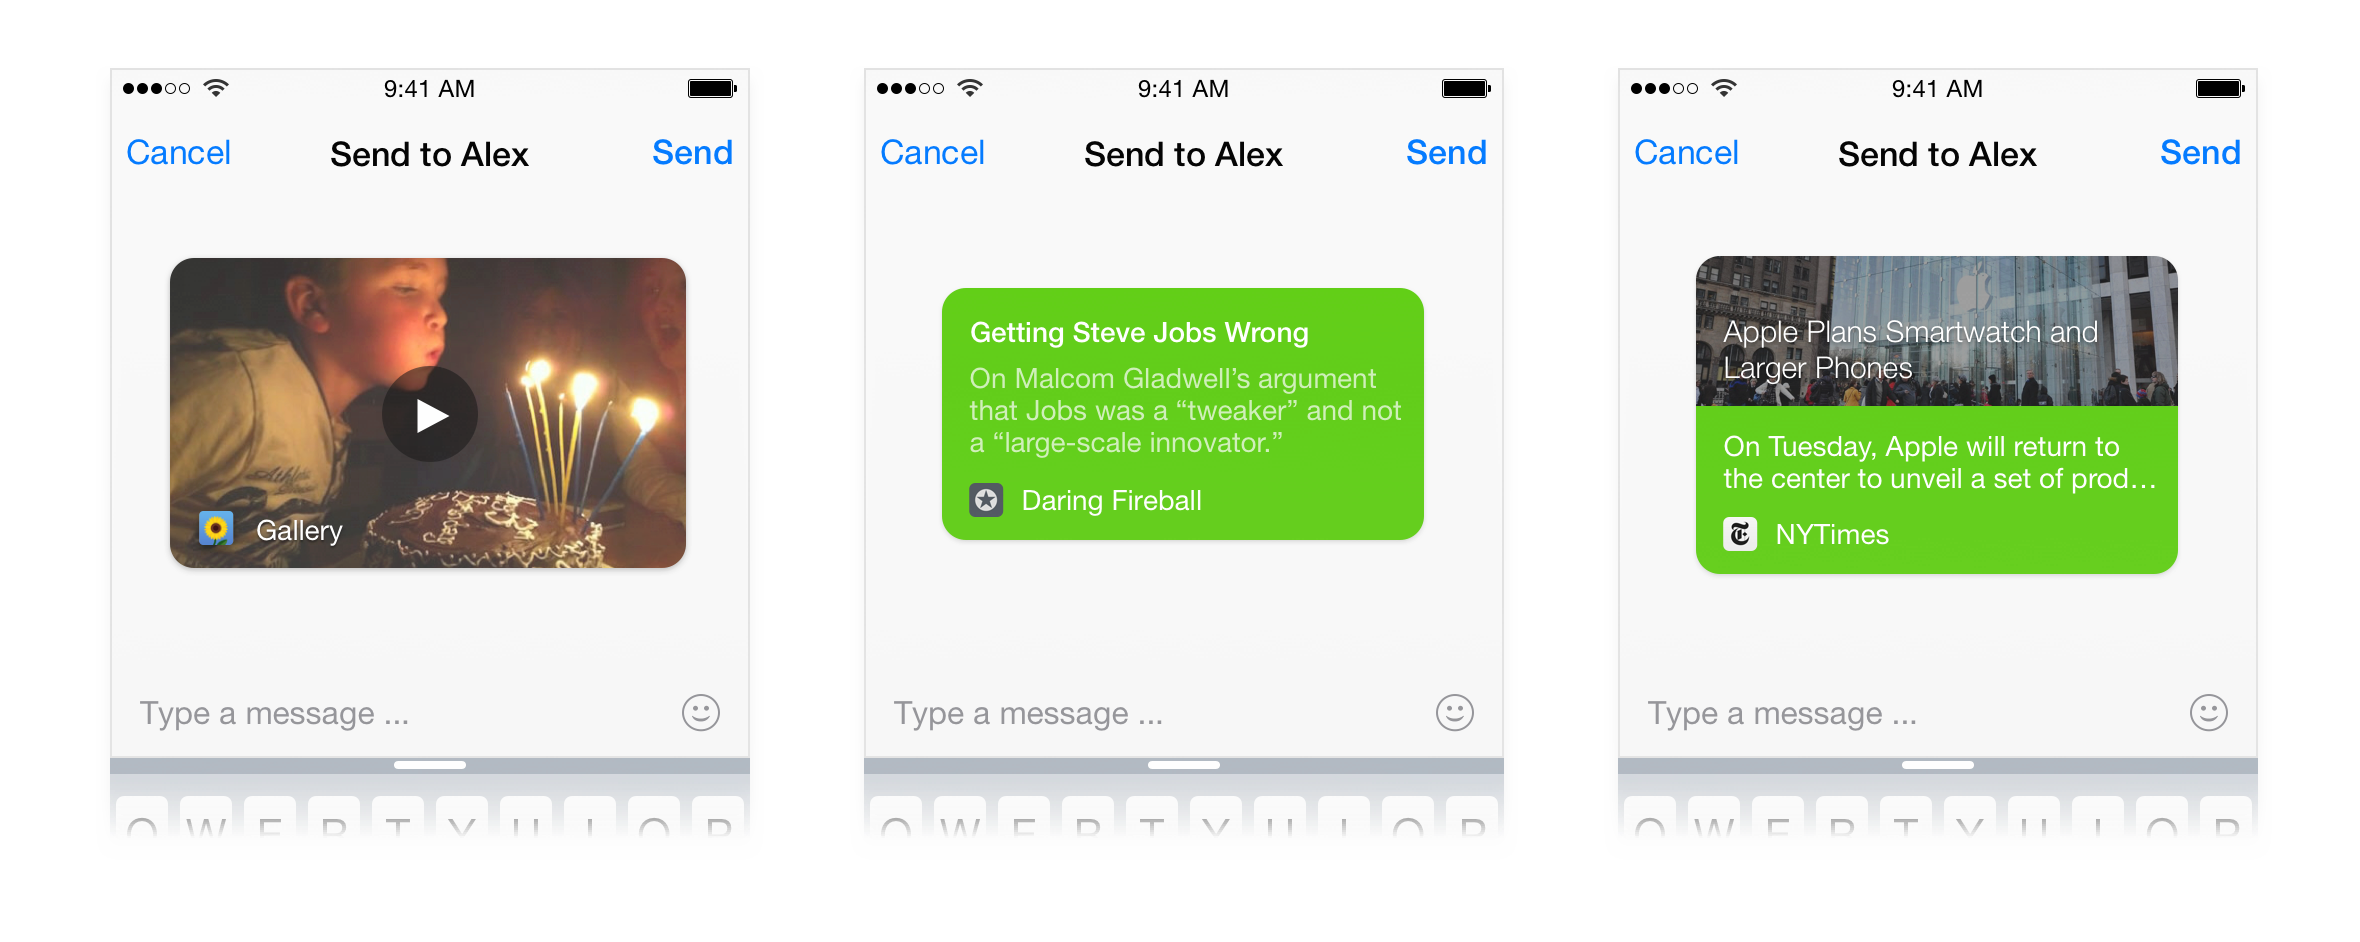 9:41 AM
Cancel
Send to Alex
Send
Gallery
Type a message ...
Q W E R T Y U I O P
9:41 AM
Cancel
Send to Alex
Send
Getting Steve Jobs Wrong
On Malcom Gladwell’s argument
that Jobs was a “tweaker” and not
a “large-scale innovator.”
Daring Fireball
Type a message ...
Q W E R T Y U I O P
9:41 AM
Cancel
Send to Alex
Send
Apple Plans Smartwatch and
Larger Phones
On Tuesday, Apple will return to
the center to unveil a set of prod…
NYTimes
Type a message ...
Q W E R T Y U I O P